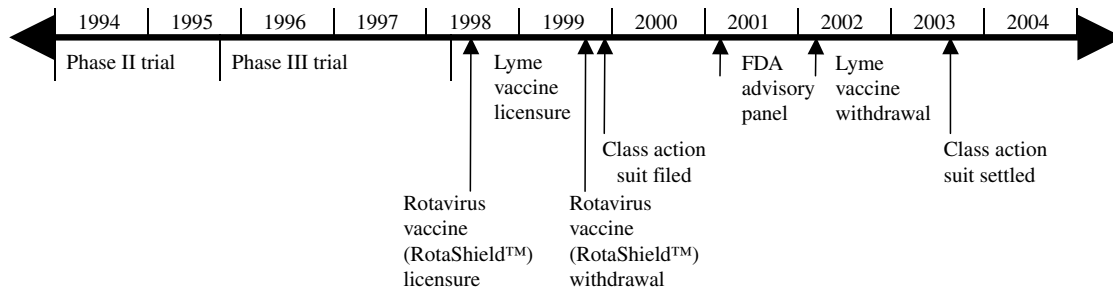 1994 1995 1996 1997 1998 1999 2000 2001 2002 2003 2004
Phase II trial
Phase III trial
Lyme
vaccine
licensure
FDA
advisory
panel
Lyme
vaccine
withdrawal
Class action
suit filed
Class action
suit settled
Rotavirus
vaccine
(RotaShield™)
licensure
Rotavirus
vaccine
(RotaShield™)
withdrawal